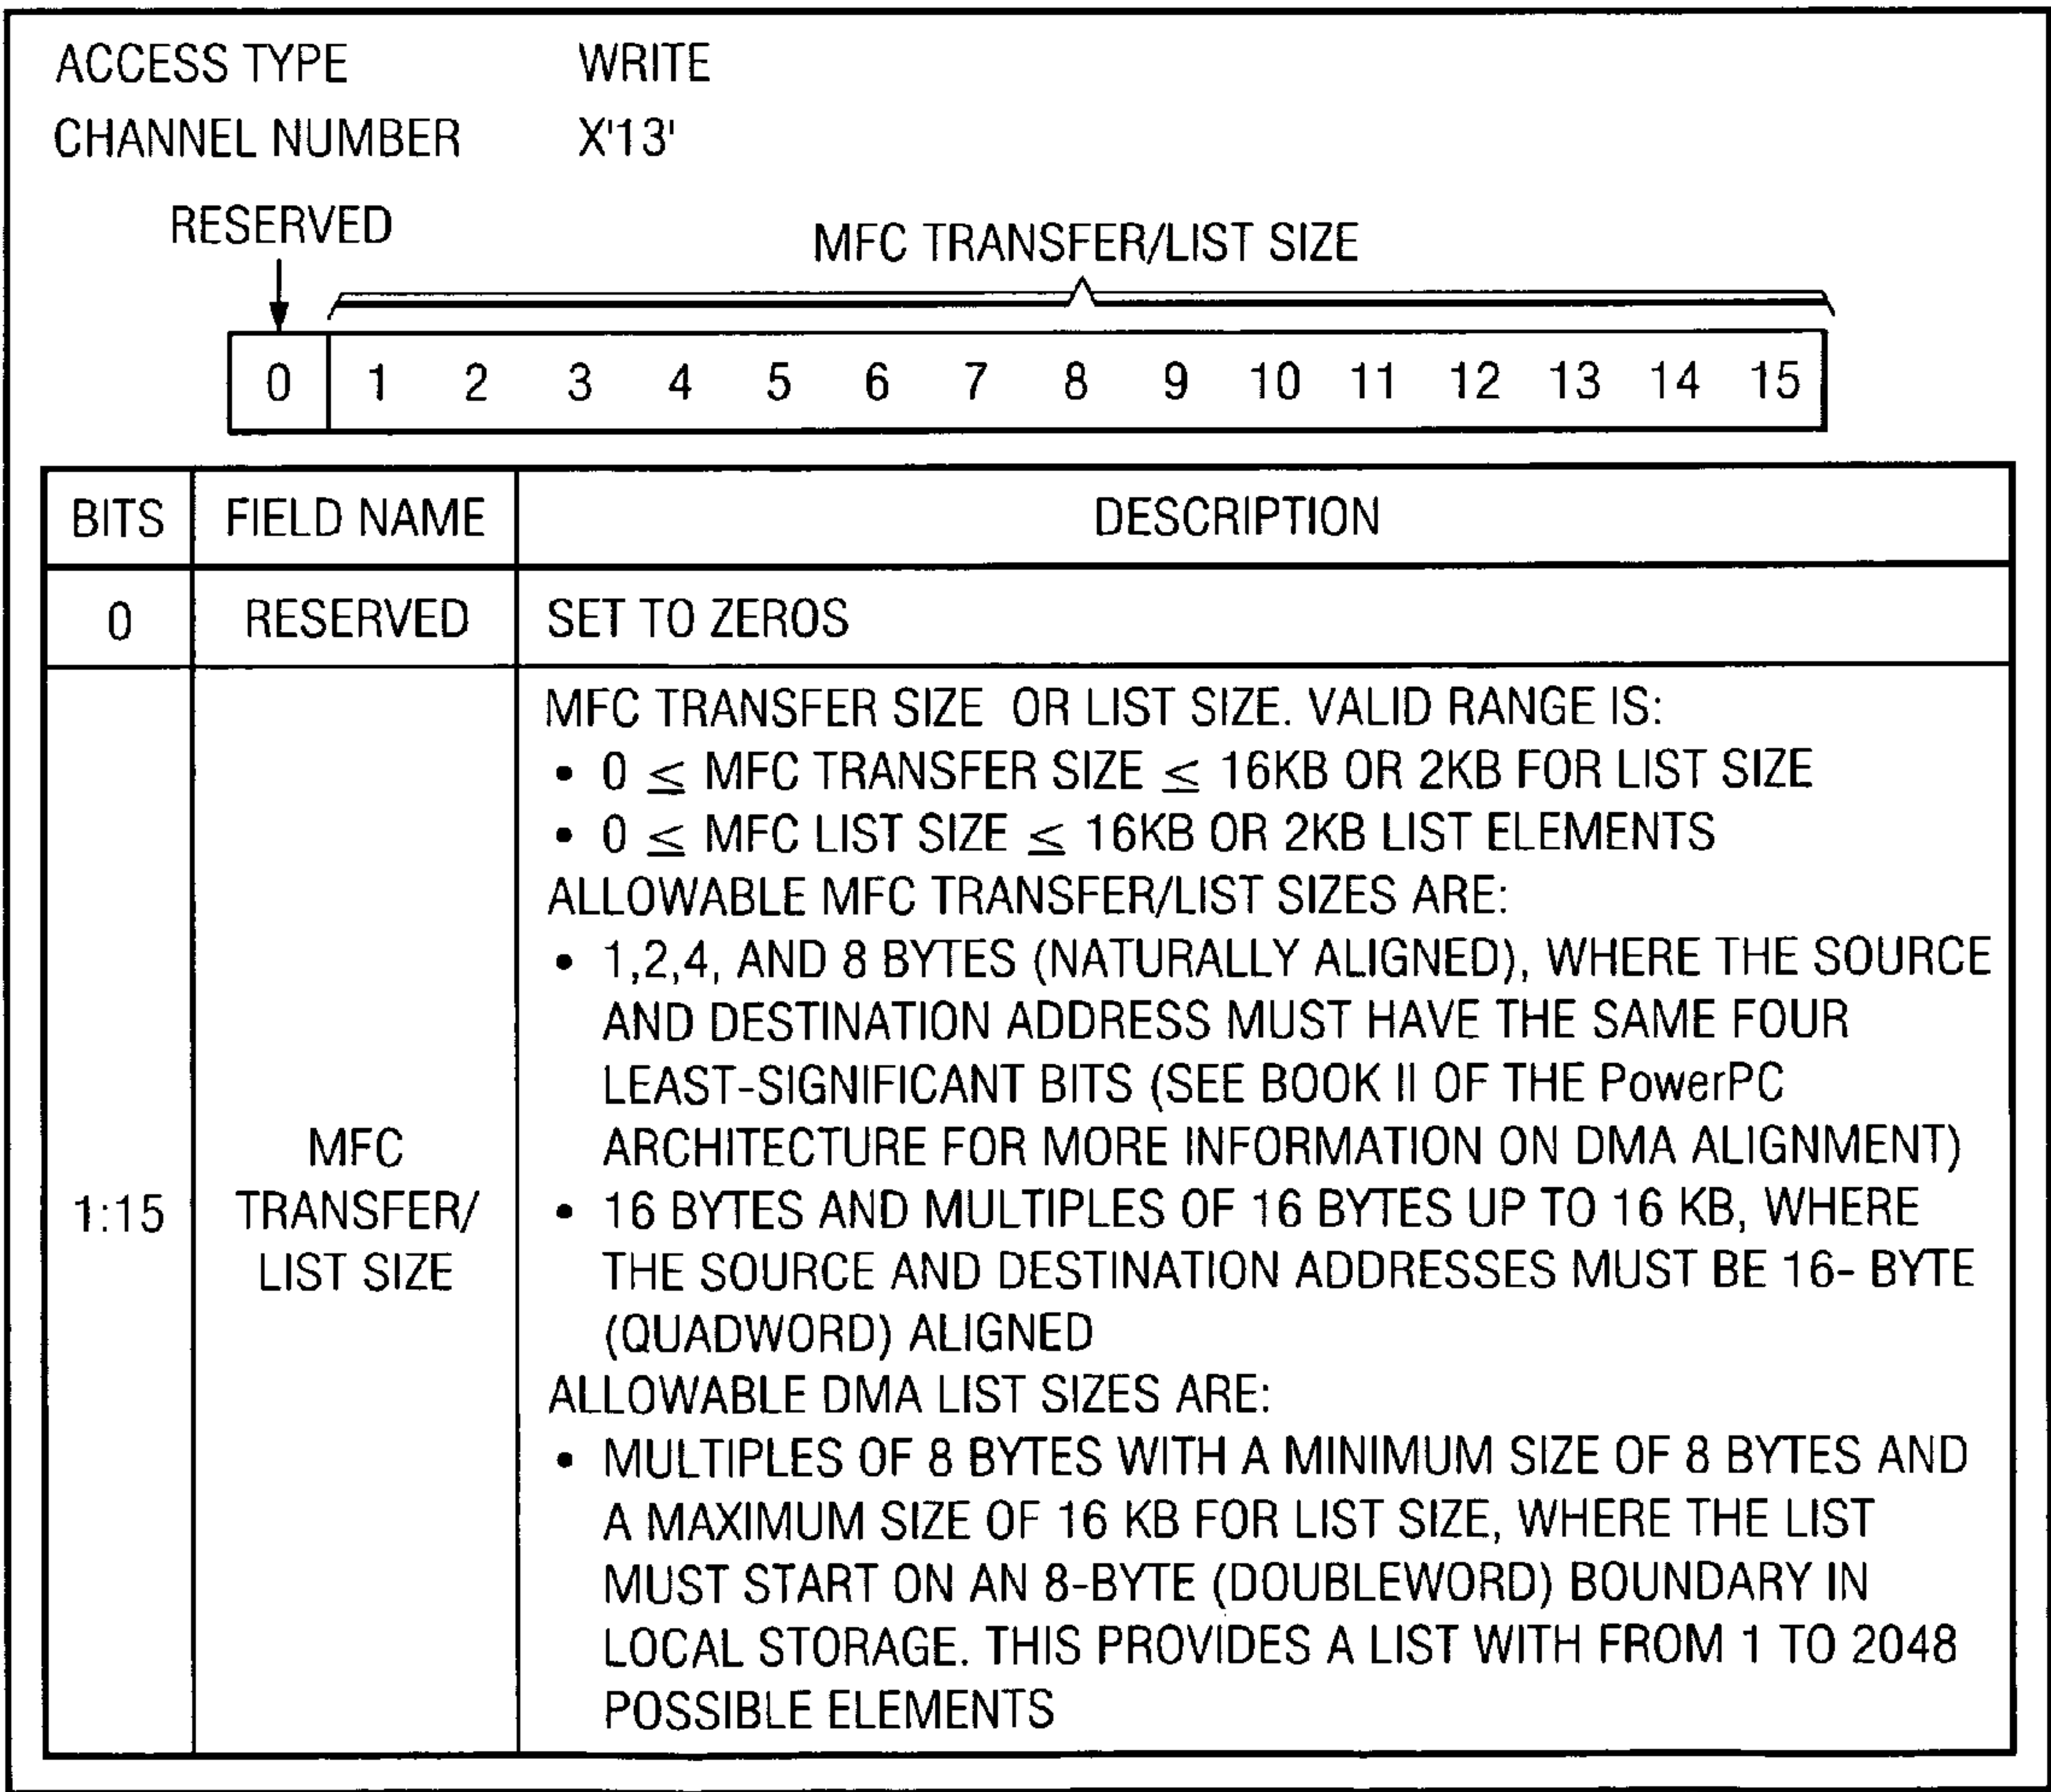 ACCESS TYPE WRITE
CHANNEL NUMBER X'13'
RESERVED
MFC TRANSFER/LIST SIZE
0 1 2 3 4 5 6 7 8 9 10 11 12 13 14 15
BITS FIELD NAME DESCRIPTION
0 RESERVED SET TO ZEROS
MFC TRANSFER SIZE OR LIST SIZE. VALID RANGE IS:
• 0 ≤ MFC TRANSFER SIZE ≤ 16KB OR 2KB FOR LIST SIZE
• 0 ≤ MFC LIST SIZE ≤ 16KB OR 2KB LIST ELEMENTS
ALLOWABLE MFC TRANSFER/LIST SIZES ARE:
• 1,2,4, AND 8 BYTES (NATURALLY ALIGNED), WHERE THE SOURCE
AND DESTINATION ADDRESS MUST HAVE THE SAME FOUR
LEAST-SIGNIFICANT BITS (SEE BOOK II OF THE PowerPC
MFC ARCHITECTURE FOR MORE INFORMATION ON DMA ALIGNMENT)
1:15 TRANSFER/ • 16 BYTES AND MULTIPLES OF 16 BYTES UP TO 16 KB, WHERE
LIST SIZE THE SOURCE AND DESTINATION ADDRESSES MUST BE 16- BYTE
(QUADWORD) ALIGNED
ALLOWABLE DMA LIST SIZES ARE:
• MULTIPLES OF 8 BYTES WITH A MINIMUM SIZE OF 8 BYTES AND
A MAXIMUM SIZE OF 16 KB FOR LIST SIZE, WHERE THE LIST
MUST START ON AN 8-BYTE (DOUBLEWORD) BOUNDARY IN
LOCAL STORAGE. THIS PROVIDES A LIST WITH FROM 1 TO 2048
POSSIBLE ELEMENTS